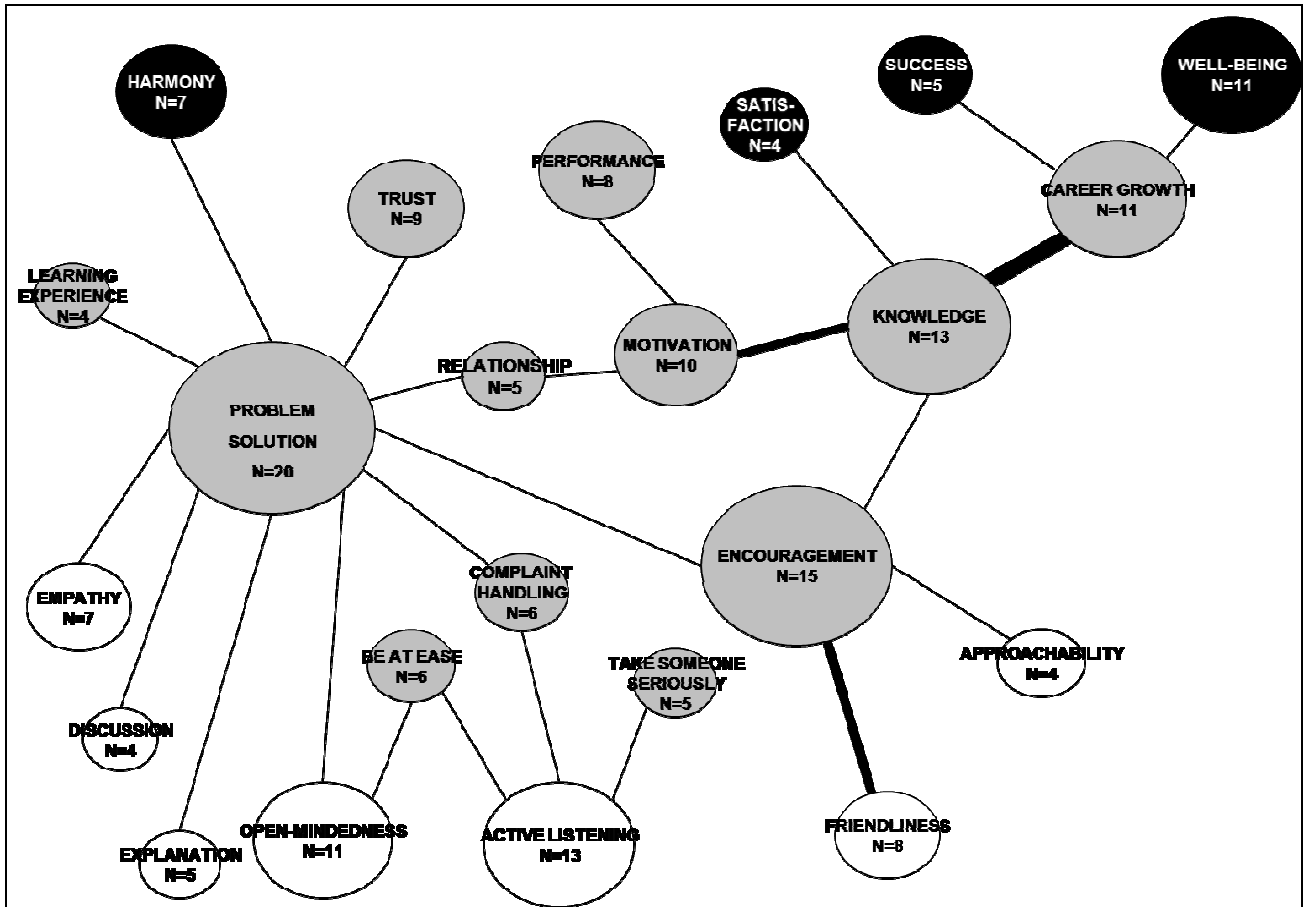 HARMONY
N=7
SUCCESS
N=5
WELL-BEING
N=11
SATIS-
FACTION
N=4
PERFORMANCE
N=8
TRUST
N=9
CAREER GROWTH
N=11
LEARNING
EXPERIENCE
N=4
KNOWLEDGE
N=13
MOTIVATION
N=10
RELATIONSHIP
N=5
PROBLEM
SOLUTION
N=20
ENCOURAGEMENT
N=15
COMPLAINT
HANDLING
N=6
EMPATHY
N=7
BE AT EASE
N=6
TAKE SOMEONE
SERIOUSLY
N=5
APPROACHABILITY
N=4
DISCUSSION
N=4
OPEN-MINDEDNESS
N=11
ACTIVE LISTENING
N=13
FRIENDLINESS
N=8
EXPLANATION
N=5